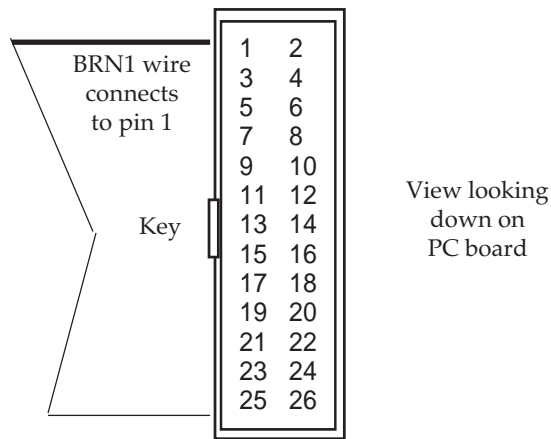 BRN1 wire
connects
to pin 1
Key
1 2
3 4
5 6
7 8
9 10
11 12
13 14
15 16
17 18
19 20
21 22
23 24
25 26
View looking
down on
PC board